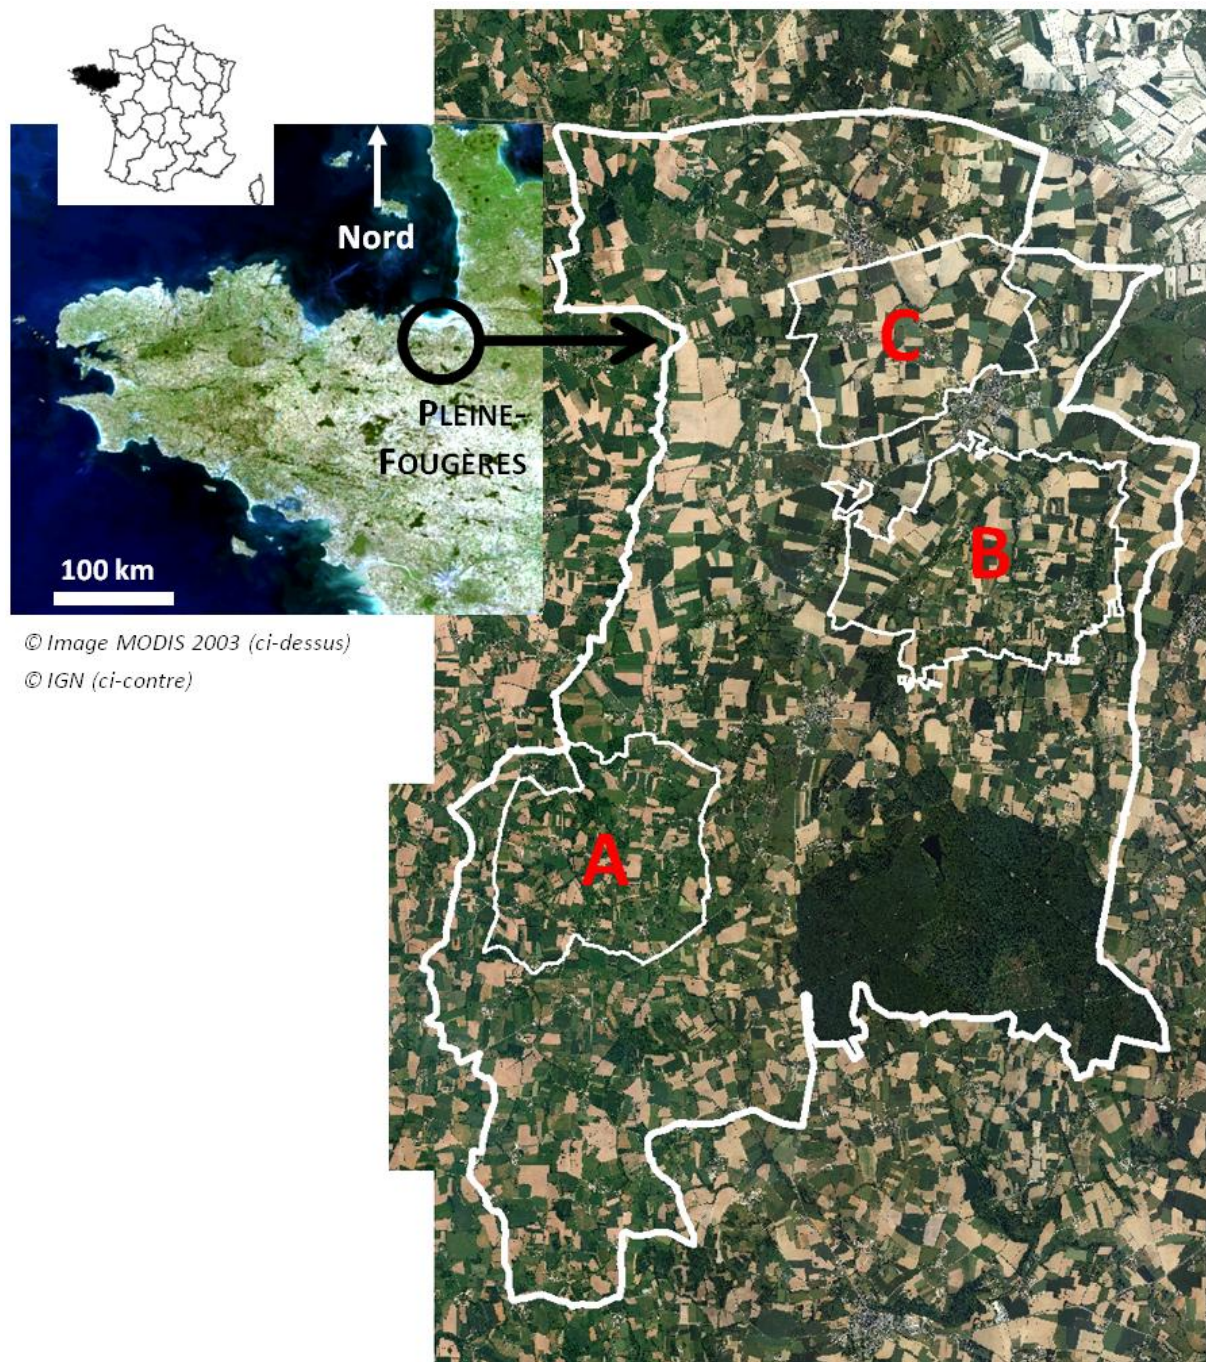 Nord
PLEINE-
FOUGÈRES
100 km
© Image MODIS 2003 (ci-dessus)
© IGN (ci-contre)
C
B
A